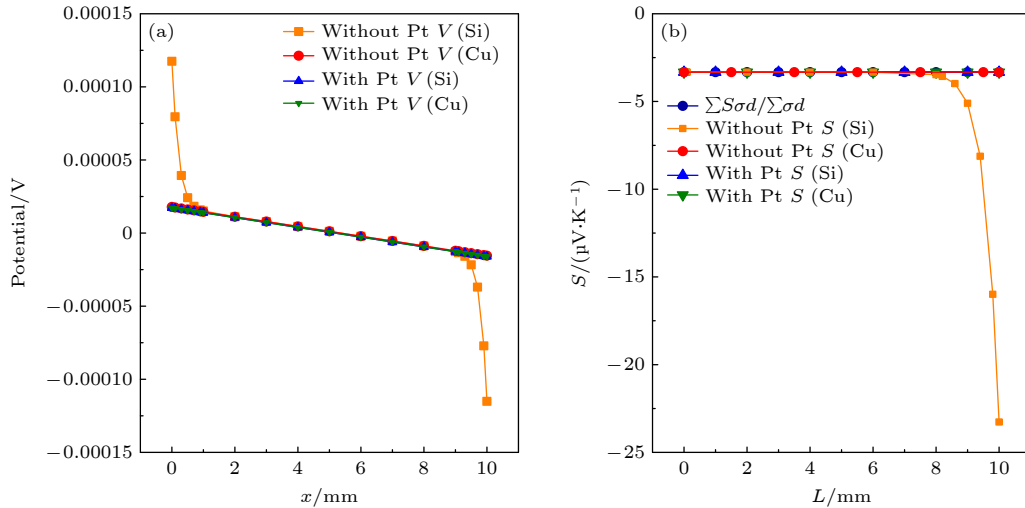 (a)
Without Pt V (Si)
Without Pt V (Cu)
With Pt V (Si)
With Pt V (Cu)
0.00015
0.00010
0.00005
0
−0.00005
−0.00010
−0.00015
Potential/V
0 2 4 6 8 10
x/mm
(b)
∑Sσd/∑σd
Without Pt S (Si)
Without Pt S (Cu)
With Pt S (Si)
With Pt S (Cu)
0
−5
−10
−15
−20
−25
S/(µV·K⁻¹)
0 2 4 6 8 10
L/mm